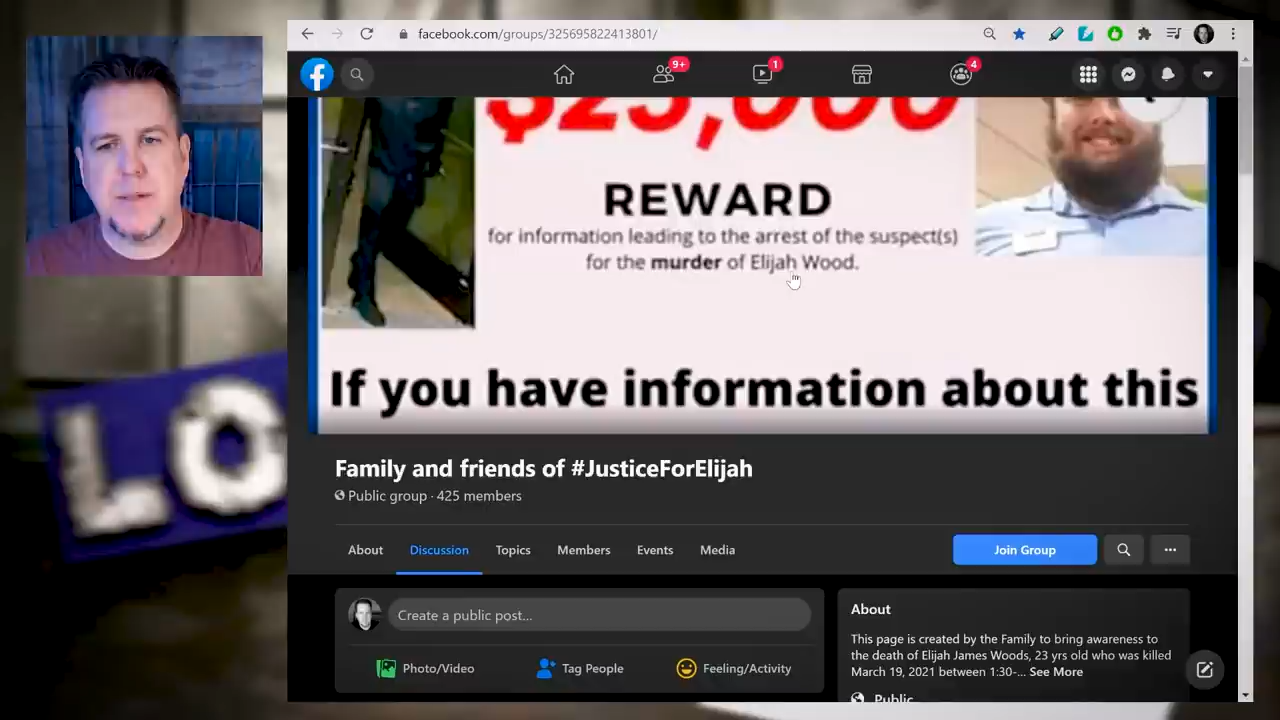 facebook.com/groups/325695822413801/
9+
1
4
$25,000
REWARD
for information leading to the arrest of the suspect(s)
for the murder of Elijah Wood.
If you have information about this
Family and friends of #JusticeForElijah
Public group · 425 members
About Discussion Topics Members Events Media
Join Group
Create a public post...
Photo/Video Tag People Feeling/Activity
About
This page is created by the Family to bring awareness to
the death of Elijah James Woods, 23 yrs old who was killed
March 19, 2021 between 1:30-... See More
Public
LO